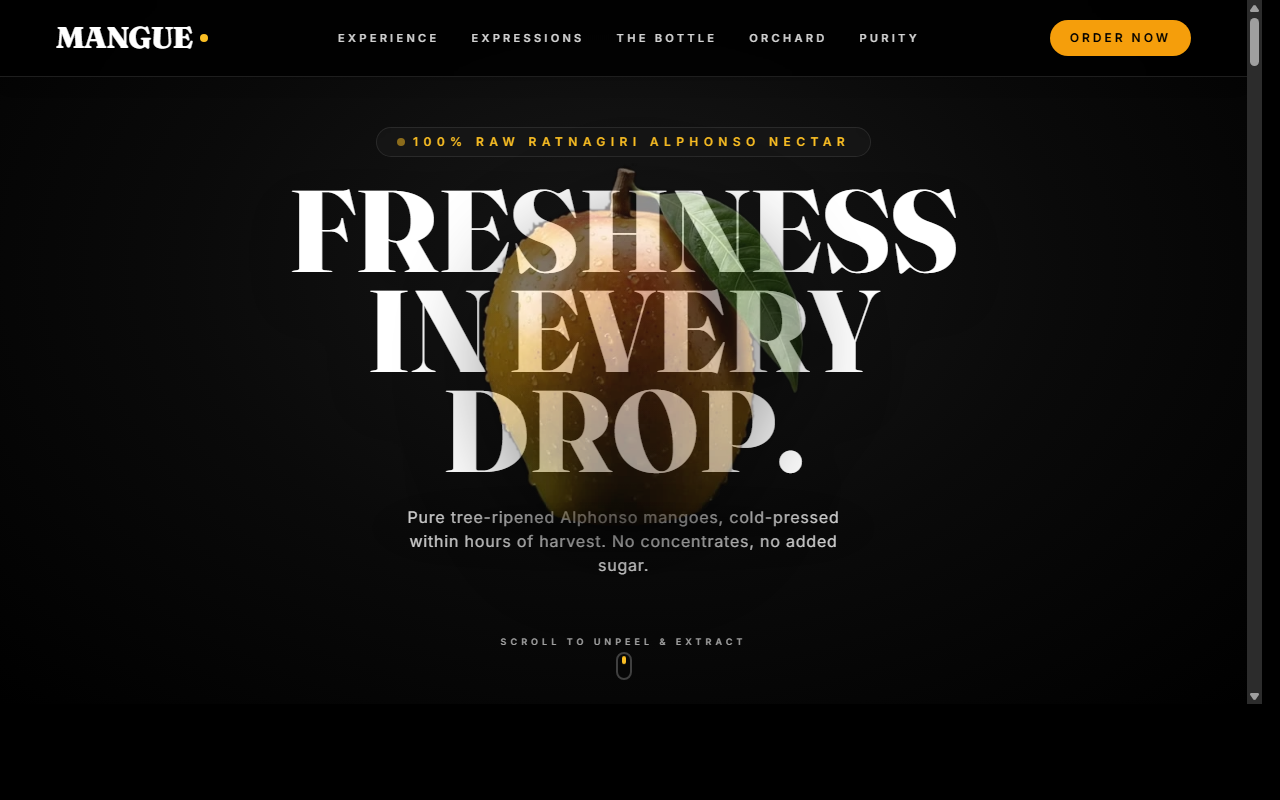 MANGUE
EXPERIENCE
EXPRESSIONS
THE BOTTLE
ORCHARD
PURITY
ORDER NOW
100% RAW RATNAGIRI ALPHONSO NECTAR
FRESHNESS
IN EVERY
DROP.
Pure tree-ripened Alphonso mangoes, cold-pressed
within hours of harvest. No concentrates, no added
sugar.
SCROLL TO UNPEEL & EXTRACT